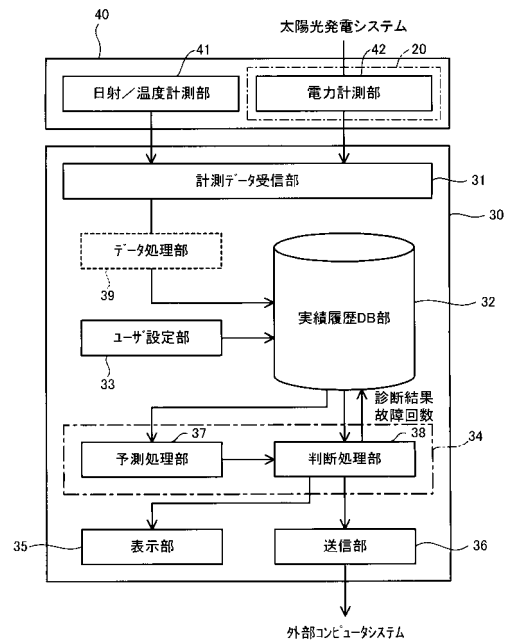 太陽光発電システム
40
41
42
20
日射／温度計測部
電力計測部
計測データ受信部
31
30
データ処理部
39
実績履歴DB部
32
ユーザ設定部
33
診断結果
故障回数
37
38
34
予測処理部
判断処理部
35
表示部
送信部
36
外部コンピュータシステム